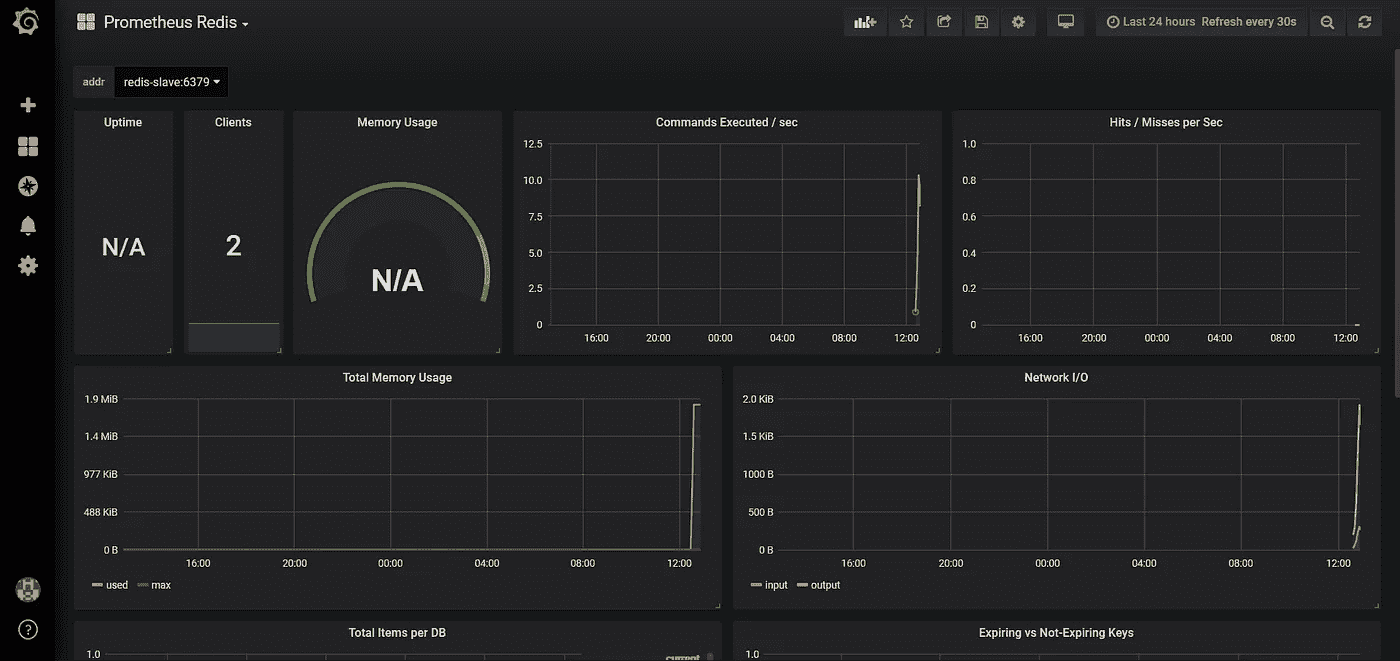 Prometheus Redis
Last 24 hours Refresh every 30s
addr redis-slave:6379
Uptime
N/A
Clients
2
Memory Usage
N/A
Commands Executed / sec
12.5
10.0
7.5
5.0
2.5
0
16:00 20:00 00:00 04:00 08:00 12:00
Hits / Misses per Sec
1.0
0.8
0.6
0.4
0.2
0
16:00 20:00 00:00 04:00 08:00 12:00
Total Memory Usage
1.9 MiB
1.4 MiB
977 KiB
488 KiB
0 B
16:00 20:00 00:00 04:00 08:00 12:00
used max
Network I/O
2.0 KiB
1.5 KiB
1000 B
500 B
0 B
16:00 20:00 00:00 04:00 08:00 12:00
input output
Total Items per DB
1.0
current
Expiring vs Not-Expiring Keys
1.0
?